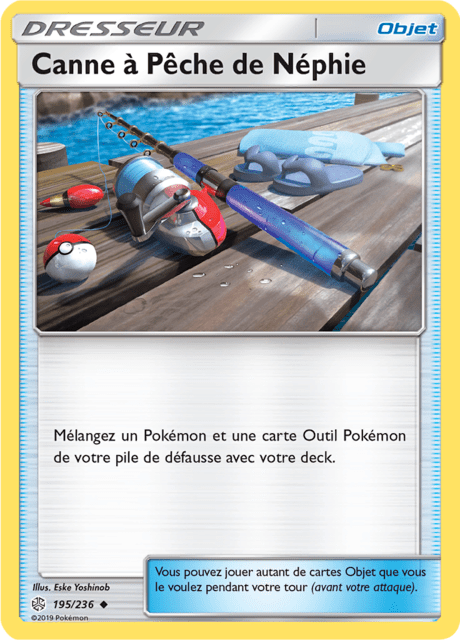 DRESSEUR
Objet
Canne à Pêche de Néphie
Mélangez un Pokémon et une carte Outil Pokémon
de votre pile de défausse avec votre deck.
Illus. Eske Yoshinob
195/236
©2019 Pokémon
Vous pouvez jouer autant de cartes Objet que vous
le voulez pendant votre tour (avant votre attaque).